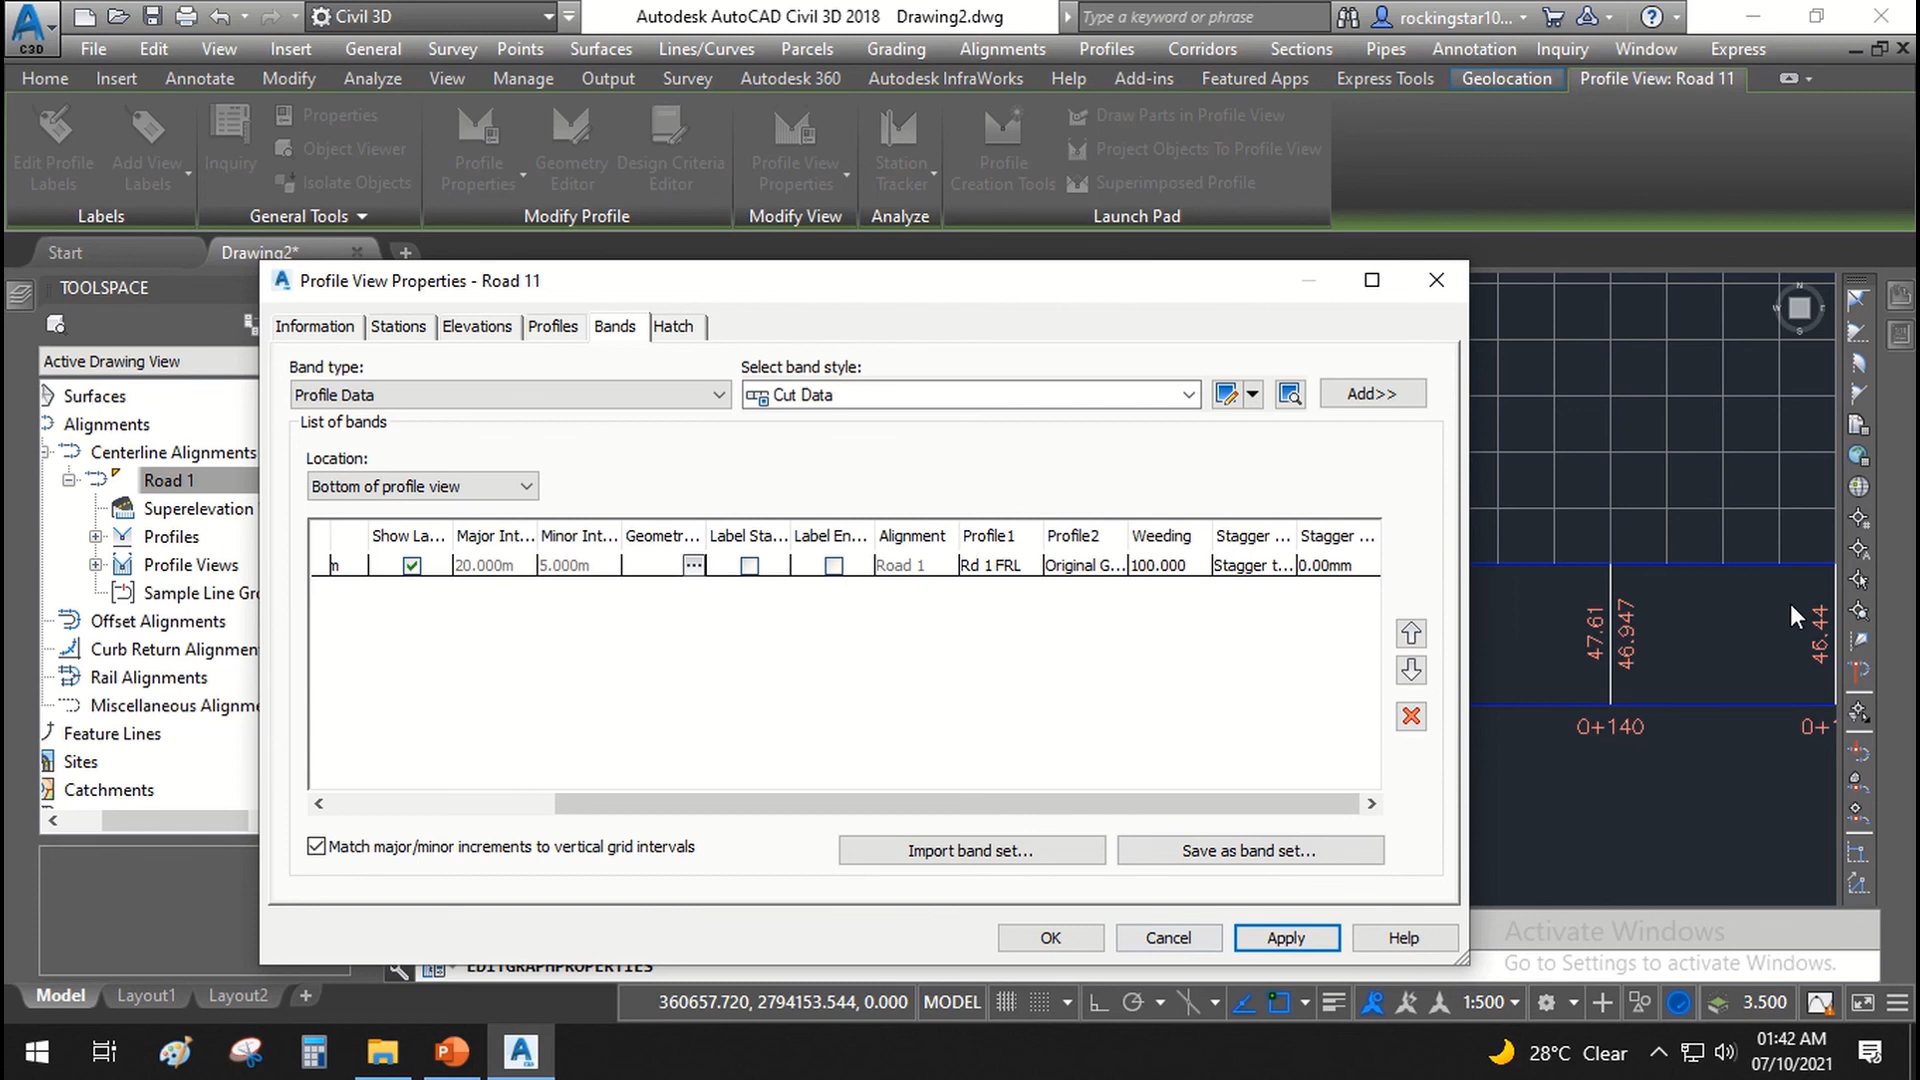 C3D
Civil 3D
Autodesk AutoCAD Civil 3D 2018 Drawing2.dwg
Type a keyword or phrase
rockingstar10...
File Edit View Insert General Survey Points Surfaces Lines/Curves Parcels Grading Alignments Profiles Corridors Sections Pipes Annotation Inquiry Window Express
Home Insert Annotate Modify Analyze View Manage Output Survey Autodesk 360 Autodesk InfraWorks Help Add-ins Featured Apps Express Tools Geolocation Profile View: Road 11
Edit Profile Labels
Add View Labels
Inquiry
Properties
Object Viewer
Isolate Objects
Profile Properties
Geometry Editor
Design Criteria Editor
Profile View Properties
Station Tracker
Profile Creation Tools
Draw Parts in Profile View
Project Objects To Profile View
Superimposed Profile
Labels
General Tools
Modify Profile
Modify View
Analyze
Launch Pad
Start
Drawing2*
TOOLSPACE
Active Drawing View
Surfaces
Alignments
Centerline Alignments
Road 1
Superelevation
Profiles
Profile Views
Sample Line Gro
Offset Alignments
Curb Return Alignmen
Rail Alignments
Miscellaneous Alignme
Feature Lines
Sites
Catchments
Profile View Properties - Road 11
Information Stations Elevations Profiles Bands Hatch
Band type:
Select band style:
Profile Data
Cut Data
Add>>
List of bands
Location:
Bottom of profile view
Show La... Major Int... Minor Int... Geometr... Label Sta... Label En... Alignment Profile1 Profile2 Weeding Stagger ... Stagger ...
20.000m 5.000m ... Road 1 Rd 1 FRL Original G... 100.000 Stagger t... 0.00mm
Match major/minor increments to vertical grid intervals
Import band set...
Save as band set...
OK
Cancel
Apply
Help
N
S
47.61
46.947
46.44
0+140
0+1
Activate Windows
Go to Settings to activate Windows.
EDITGRAPHPROPERTIES
Model Layout1 Layout2 +
360657.720, 2794153.544, 0.000 MODEL
1:500
3.500
28°C Clear
01:42 AM
07/10/2021